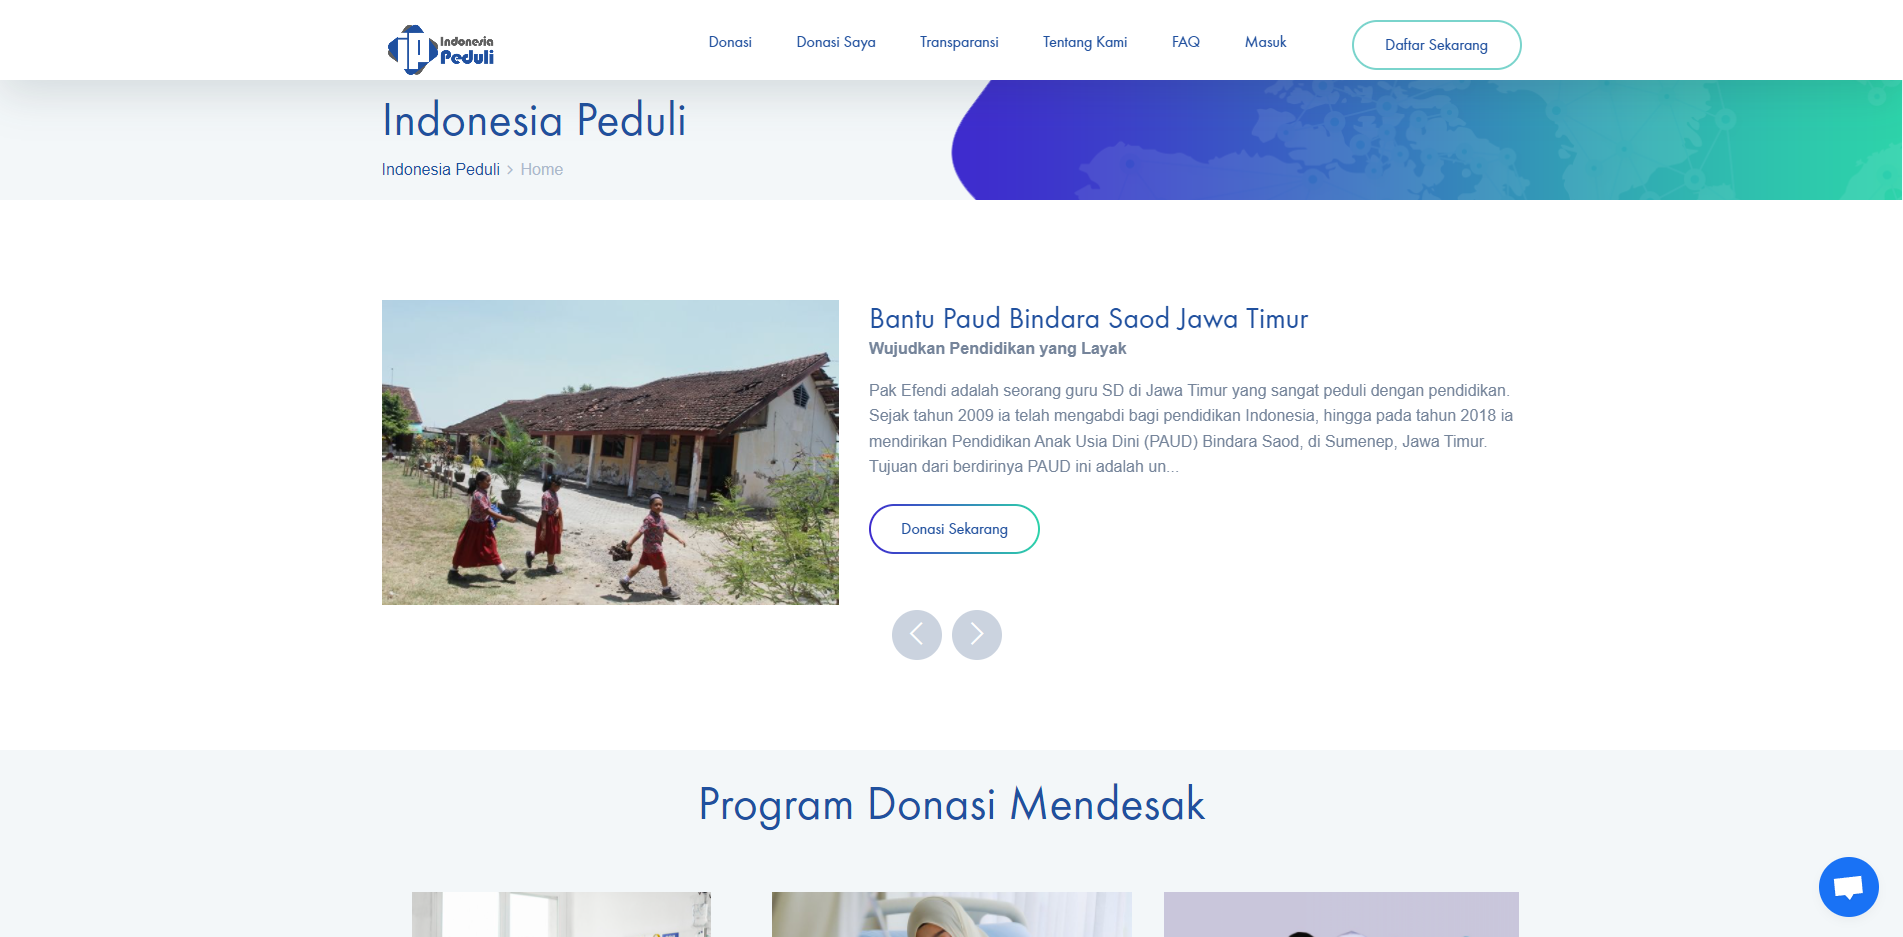 Indonesia
Peduli
Donasi
Donasi Saya
Transparansi
Tentang Kami
FAQ
Masuk
Daftar Sekarang
Indonesia Peduli
Indonesia Peduli > Home
Bantu Paud Bindara Saod Jawa Timur
Wujudkan Pendidikan yang Layak
Pak Efendi adalah seorang guru SD di Jawa Timur yang sangat peduli dengan pendidikan.
Sejak tahun 2009 ia telah mengabdi bagi pendidikan Indonesia, hingga pada tahun 2018 ia
mendirikan Pendidikan Anak Usia Dini (PAUD) Bindara Saod, di Sumenep, Jawa Timur.
Tujuan dari berdirinya PAUD ini adalah un...
Donasi Sekarang
Program Donasi Mendesak